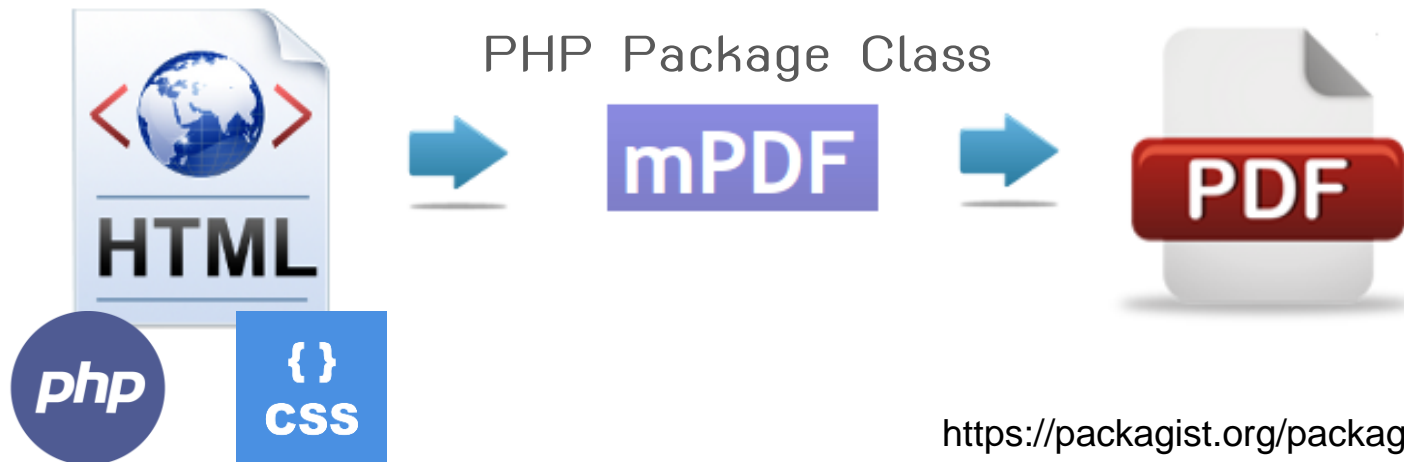 PHP Package Class
< >
HTML
mPDF
PDF
php
{ }
css
https://packagist.org/packag